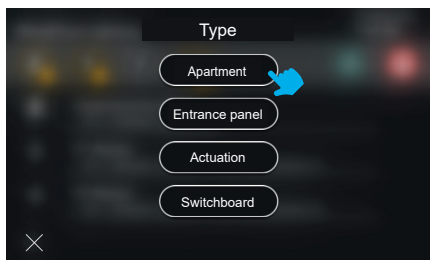 Type
Apartment
Entrance panel
Actuation
Switchboard